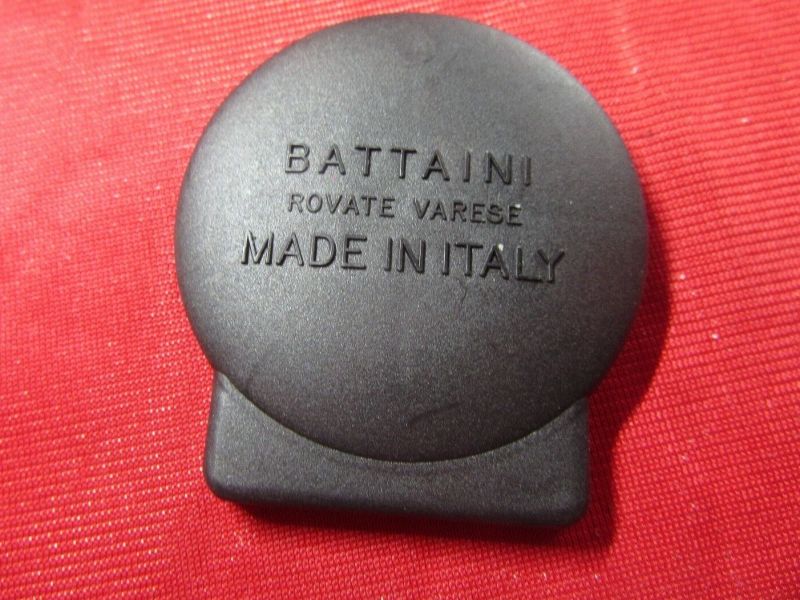 BATTAINI
ROVATE VARESE
MADE IN ITALY